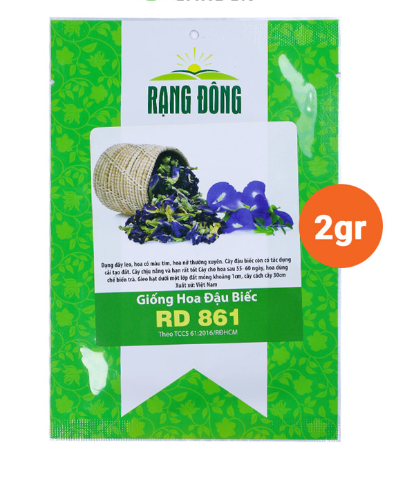 RẠNG ĐÔNG
Dạng dây leo, hoa có màu tím, hoa nở thường xuyên. Cây đậu biếc còn có tác dụng
cải tạo đất. Cây chịu nắng và hạn rất tốt Cây cho hoa sau 55- 60 ngày, hoa dùng
chế biến trà. Gieo hạt dưới một lớp đất mỏng khoảng 1cm, cây cách cây 30cm
Xuất xứ: Việt Nam
Giống Hoa Đậu Biếc
RD 861
Theo TCCS 61:2016/RĐHCM
2gr